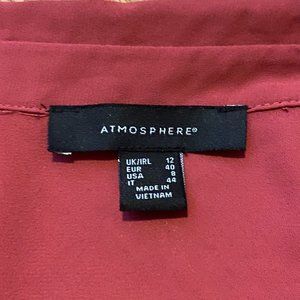 ATMOSPHERE®
UK/IRL 12
EUR 40
USA 8
IT 44
MADE IN
VIETNAM